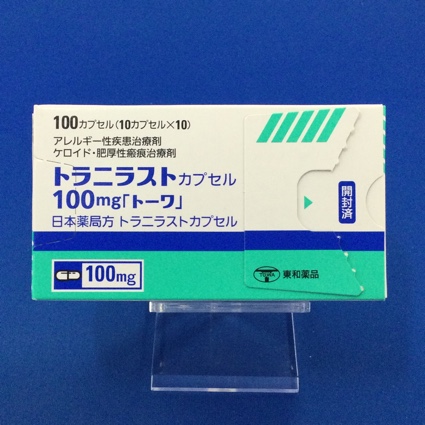 100カプセル(10カプセル×10)
アレルギー性疾患治療剤
ケロイド・肥厚性瘢痕治療剤
トラニラストカプセル
100mg「トーワ」
日本薬局方 トラニラストカプセル
開封済
100mg
TOWA
東和薬品